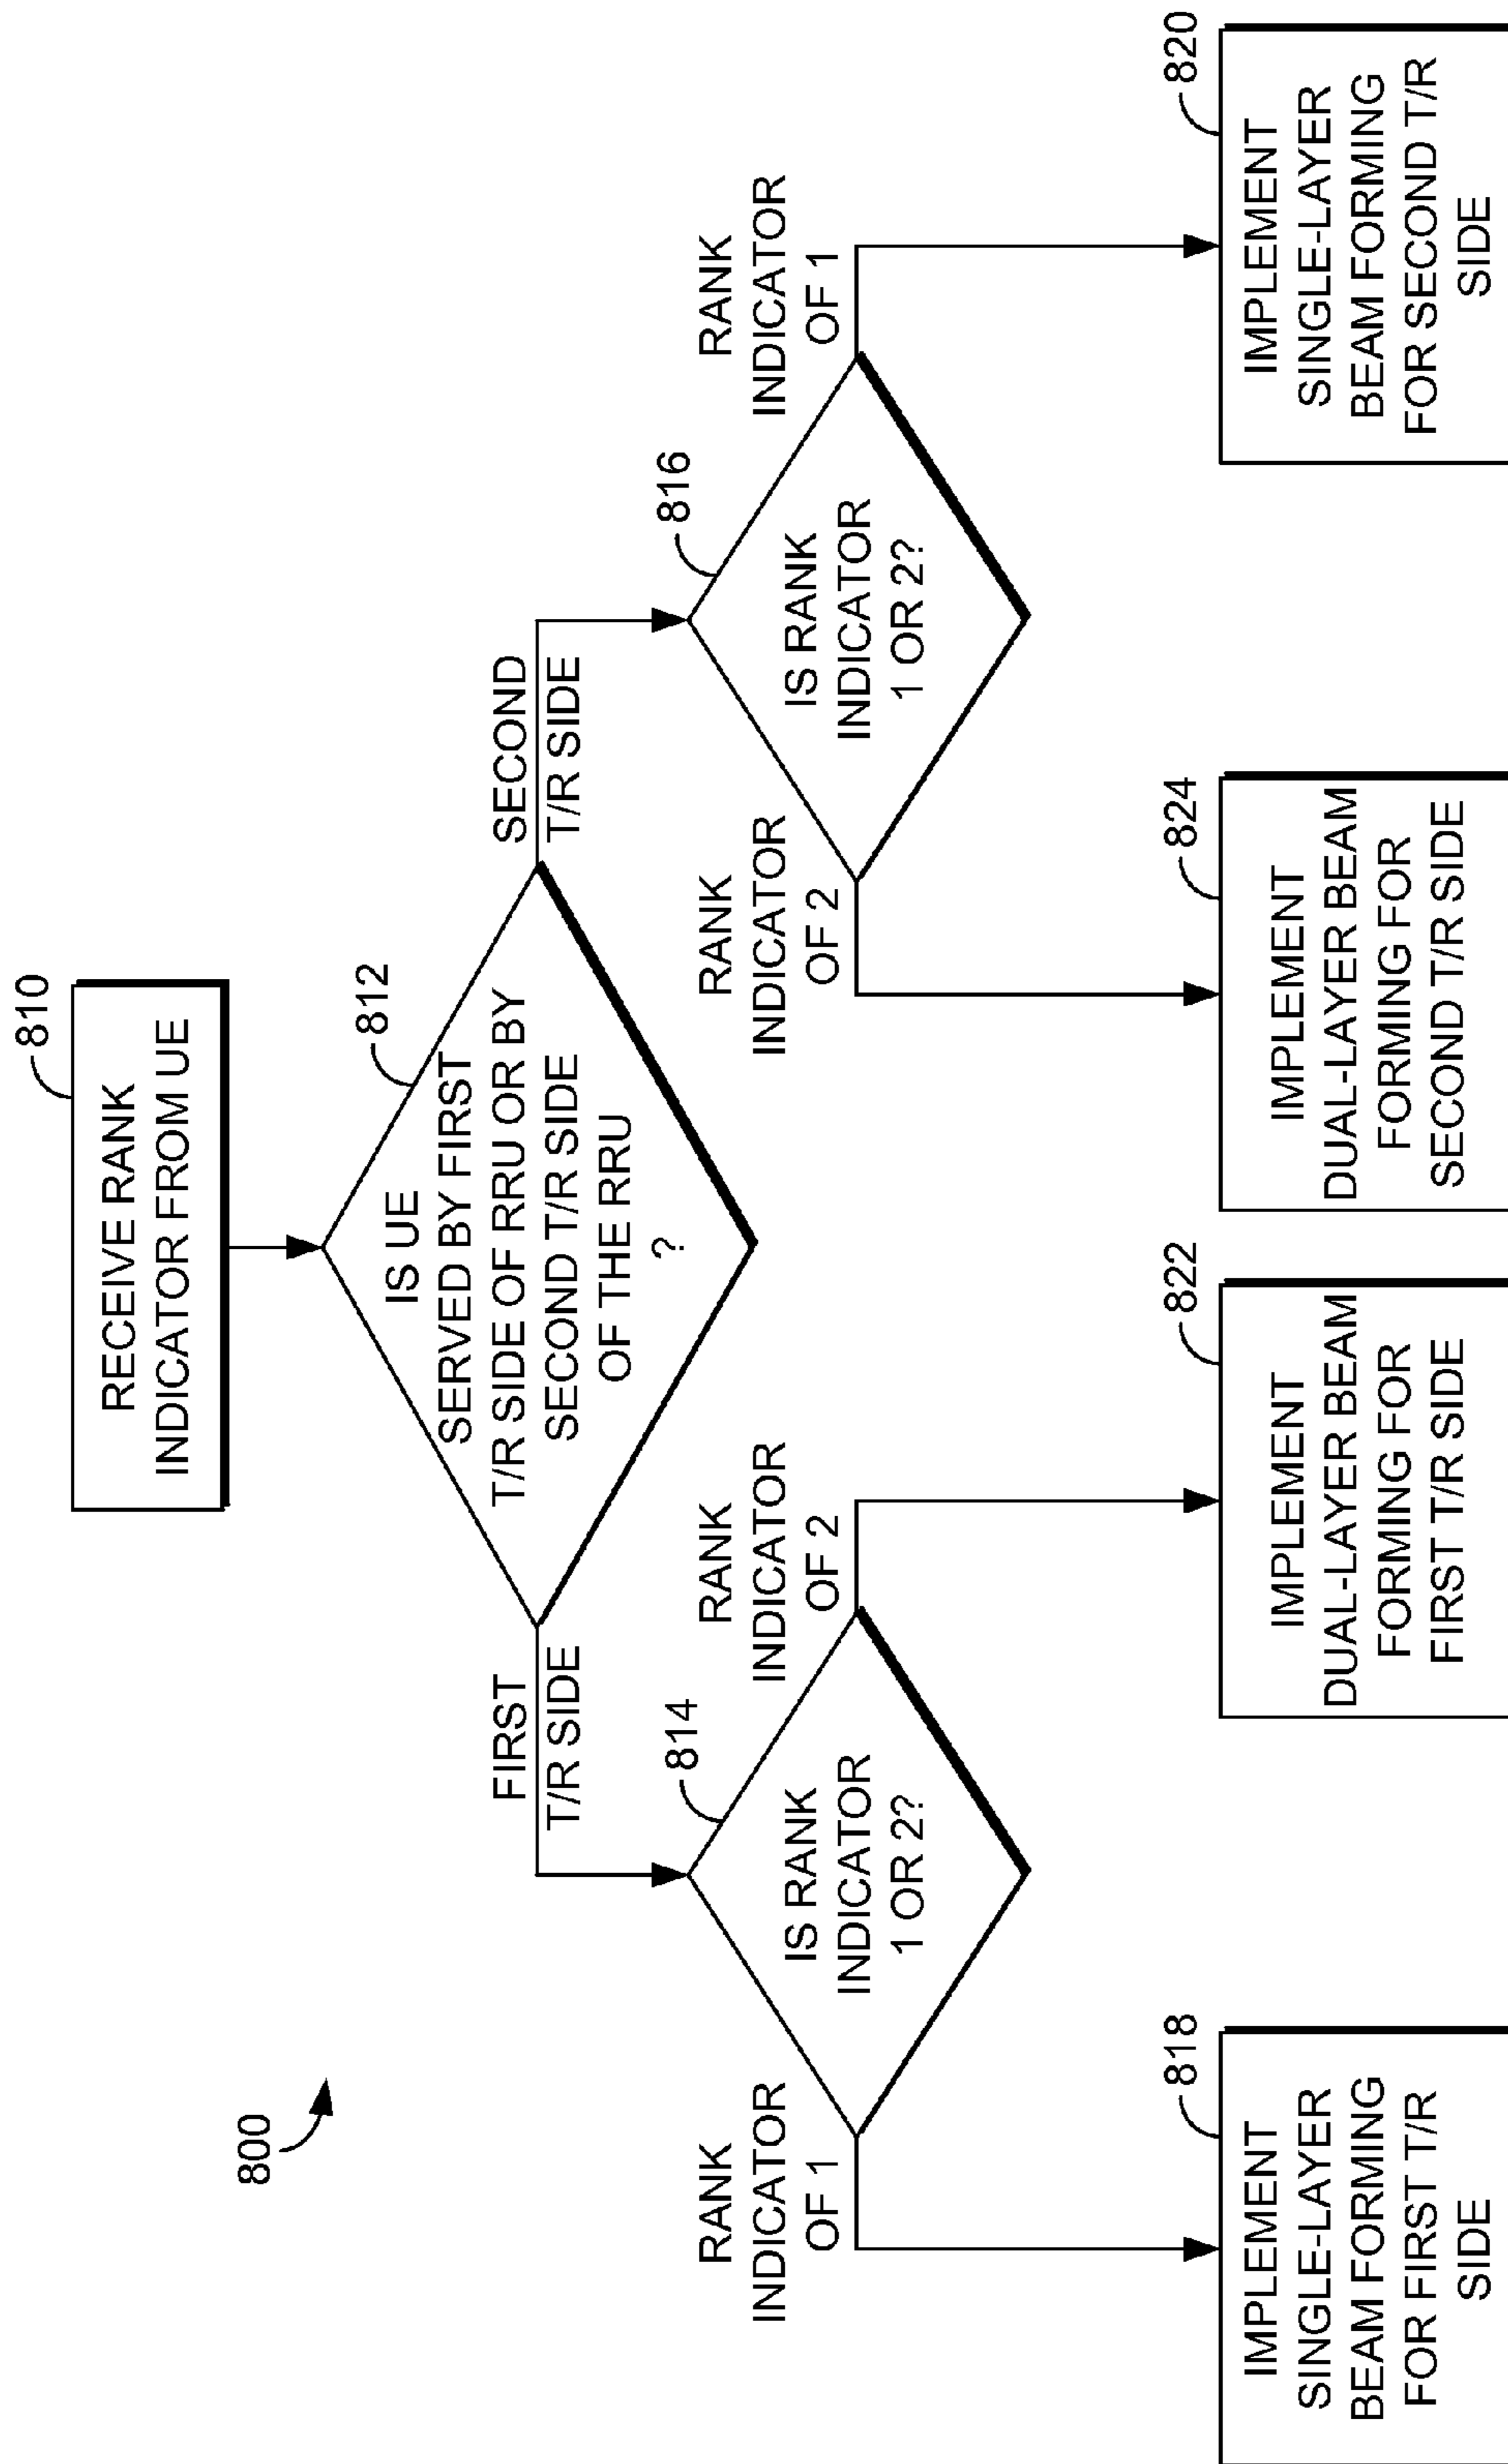 800
810
RECEIVE RANK
INDICATOR FROM UE
812
IS UE
SERVED BY FIRST
T/R SIDE OF RRU OR BY
SECOND T/R SIDE
OF THE RRU
?
FIRST
T/R SIDE
SECOND
T/R SIDE
814
IS RANK
INDICATOR
1 OR 2?
816
IS RANK
INDICATOR
1 OR 2?
RANK
INDICATOR
OF 1
RANK
INDICATOR
OF 2
RANK
INDICATOR
OF 2
RANK
INDICATOR
OF 1
818
IMPLEMENT
SINGLE-LAYER
BEAM FORMING
FOR FIRST T/R
SIDE
822
IMPLEMENT
DUAL-LAYER BEAM
FORMING FOR
FIRST T/R SIDE
824
IMPLEMENT
DUAL-LAYER BEAM
FORMING FOR
SECOND T/R SIDE
820
IMPLEMENT
SINGLE-LAYER
BEAM FORMING
FOR SECOND T/R
SIDE